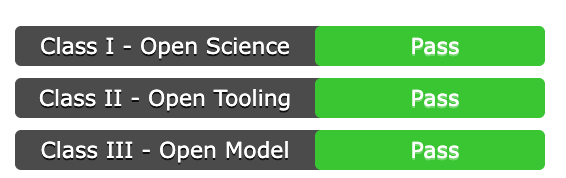 Class I - Open Science Pass
Class II - Open Tooling Pass
Class III - Open Model Pass